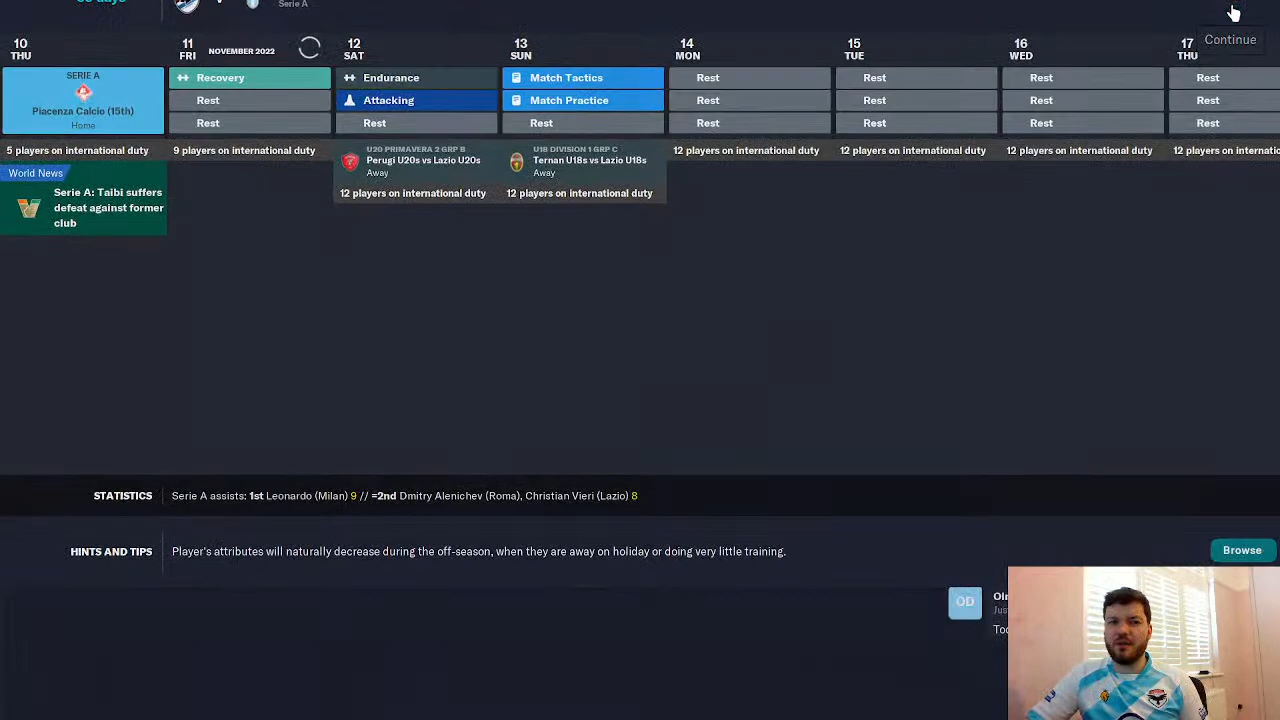 Serie A
10
THU
11
FRI
NOVEMBER 2022
12
SAT
13
SUN
14
MON
15
TUE
16
WED
17
THU
Continue
SERIE A
Piacenza Calcio (15th)
Home
Recovery
Rest
Rest
Endurance
Attacking
Rest
Match Tactics
Match Practice
Rest
Rest
Rest
Rest
Rest
Rest
Rest
Rest
Rest
Rest
Rest
Rest
Rest
5 players on international duty
9 players on international duty
U20 PRIMAVERA 2 GRP B
Perugi U20s vs Lazio U20s
Away
12 players on international duty
U18 DIVISION 1 GRP C
Ternan U18s vs Lazio U18s
Away
12 players on international duty
12 players on international duty
12 players on international duty
12 players on international duty
12 players on internationa
World News
Serie A: Taibi suffers
defeat against former
club
STATISTICS
Serie A assists: 1st Leonardo (Milan) 9 // =2nd Dmitry Alenichev (Roma), Christian Vieri (Lazio) 8
HINTS AND TIPS
Player's attributes will naturally decrease during the off-season, when they are away on holiday or doing very little training.
Browse
OD